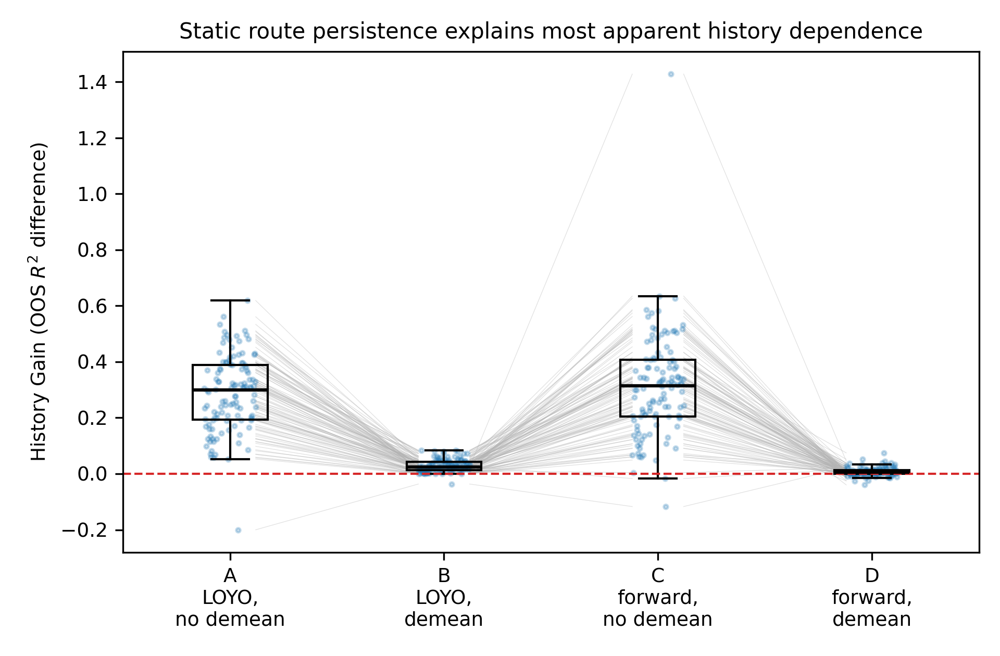 Static route persistence explains most apparent history dependence
History Gain (OOS R² difference)
1.4
1.2
1.0
0.8
0.6
0.4
0.2
0.0
−0.2
A
LOYO,
no demean
B
LOYO,
demean
C
forward,
no demean
D
forward,
demean